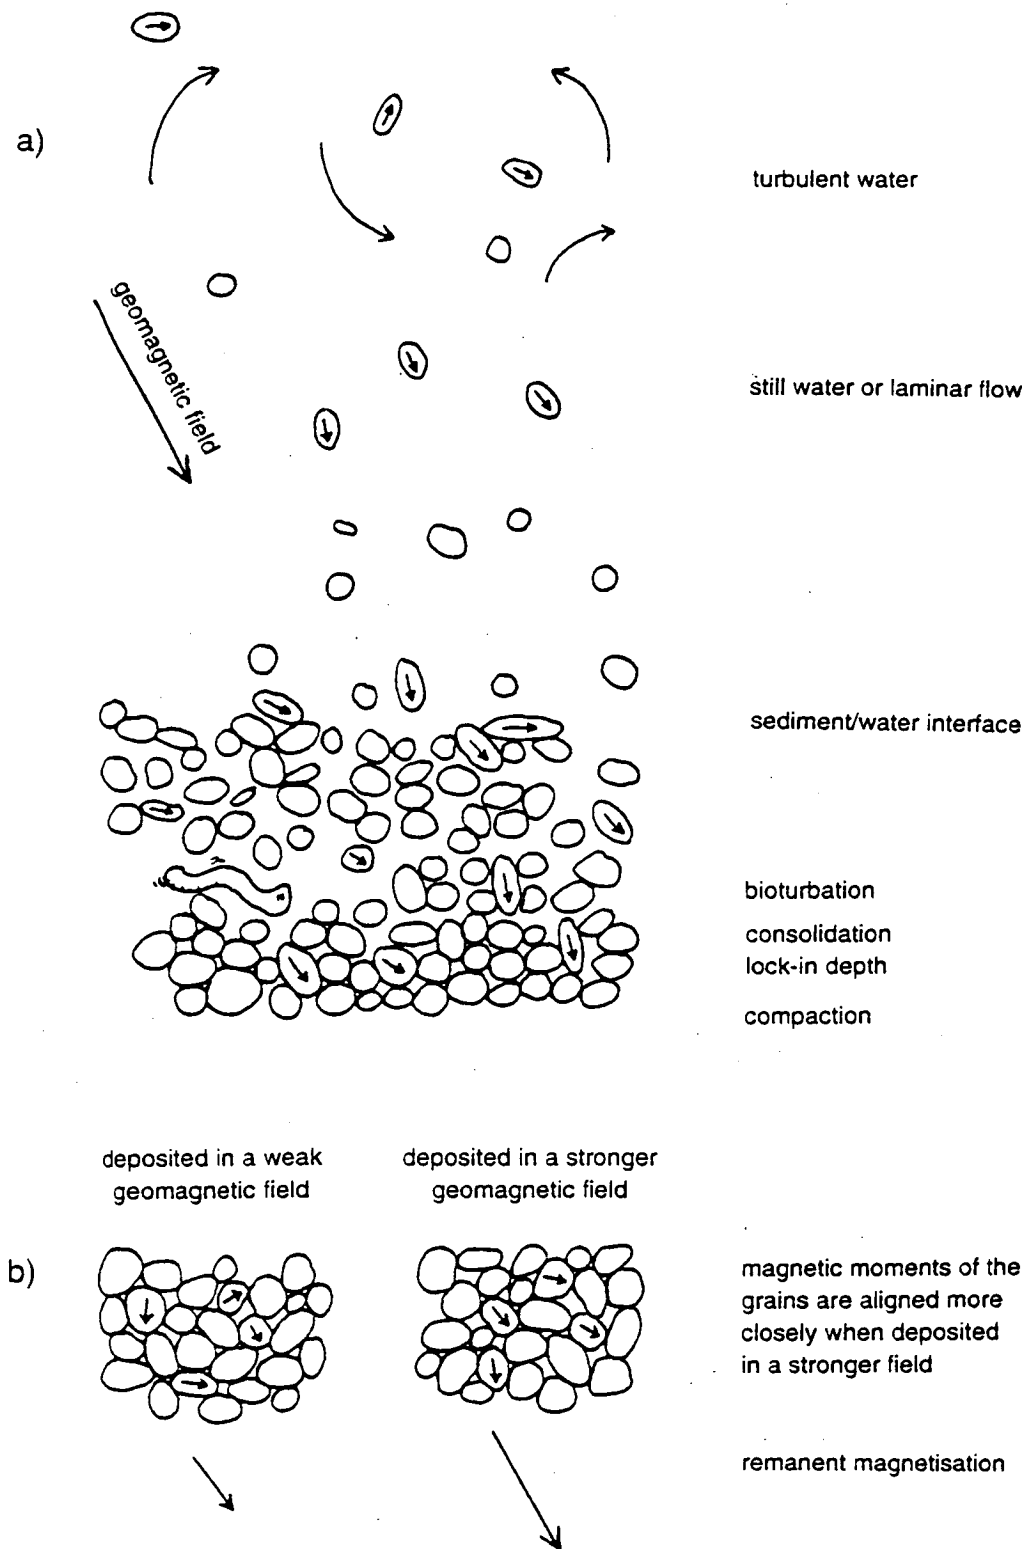 a)
turbulent water
geomagnetic field
still water or laminar flow
sediment/water interface
bioturbation
consolidation
lock-in depth
compaction
deposited in a weak
geomagnetic field
deposited in a stronger
geomagnetic field
b)
magnetic moments of the
grains are aligned more
closely when deposited
in a stronger field
remanent magnetisation